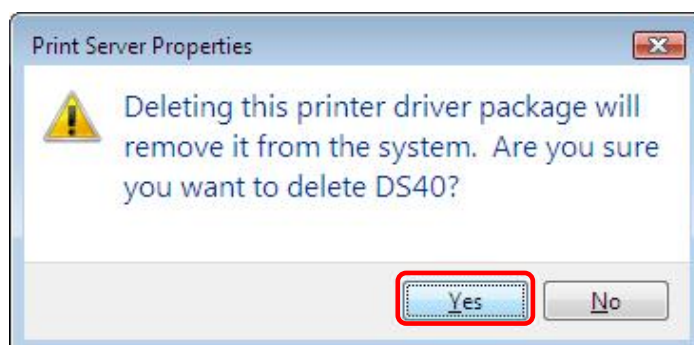 Print Server Properties
Deleting this printer driver package will
remove it from the system. Are you sure
you want to delete DS40?
Yes
No